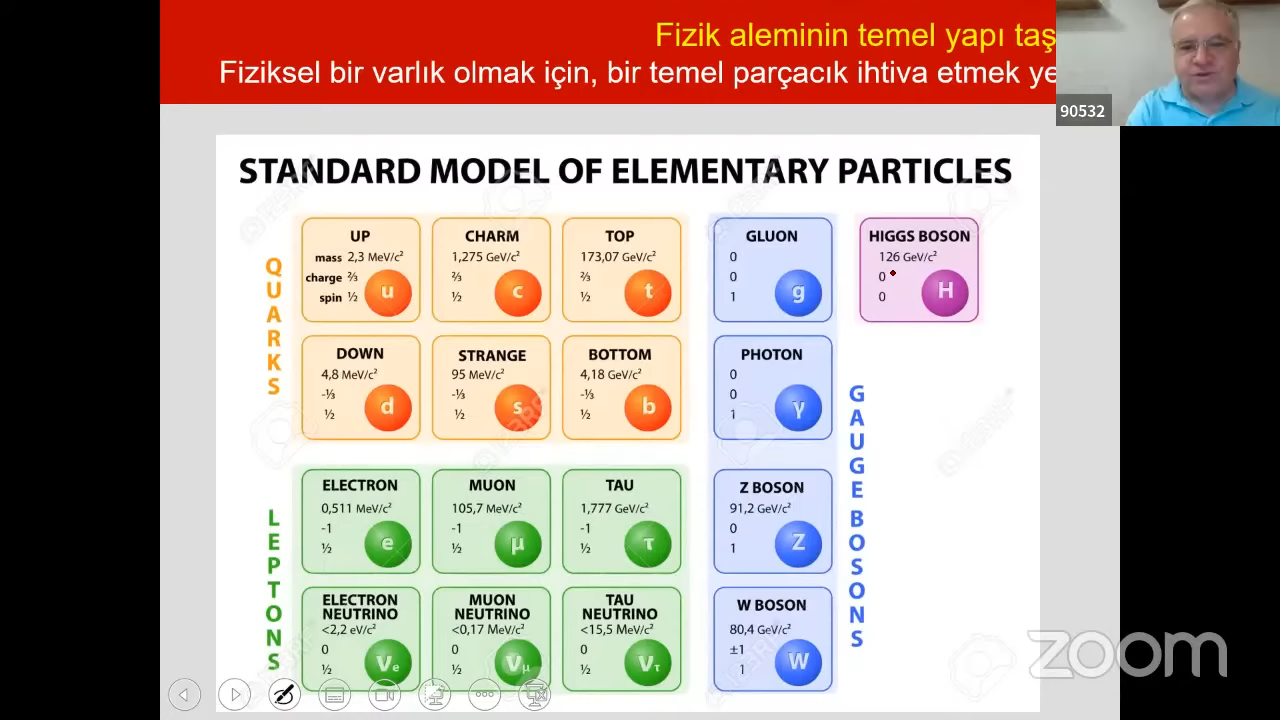 Fizik aleminin temel yapı taş
Fiziksel bir varlık olmak için, bir temel parçacık ihtiva etmek ye
90532
STANDARD MODEL OF ELEMENTARY PARTICLES
QUARKS
UP
mass 2,3 MeV/c²
charge ⅔
spin ½
u
CHARM
1,275 GeV/c²
⅔
½
c
TOP
173,07 GeV/c²
⅔
½
t
GLUON
0
0
1
g
HIGGS BOSON
126 GeV/c²
0
0
H
DOWN
4,8 MeV/c²
-⅓
½
d
STRANGE
95 MeV/c²
-⅓
½
s
BOTTOM
4,18 GeV/c²
-⅓
½
b
PHOTON
0
0
1
γ
GAUGE BOSONS
LEPTONS
ELECTRON
0,511 MeV/c²
-1
½
e
MUON
105,7 MeV/c²
-1
½
μ
TAU
1,777 GeV/c²
-1
½
τ
Z BOSON
91,2 GeV/c²
0
1
Z
ELECTRON
NEUTRINO
<2,2 eV/c²
0
½
Ve
MUON
NEUTRINO
<0,17 MeV/c²
0
½
Vμ
TAU
NEUTRINO
<15,5 MeV/c²
0
½
Vτ
W BOSON
80,4 GeV/c²
±1
1
W
zoom